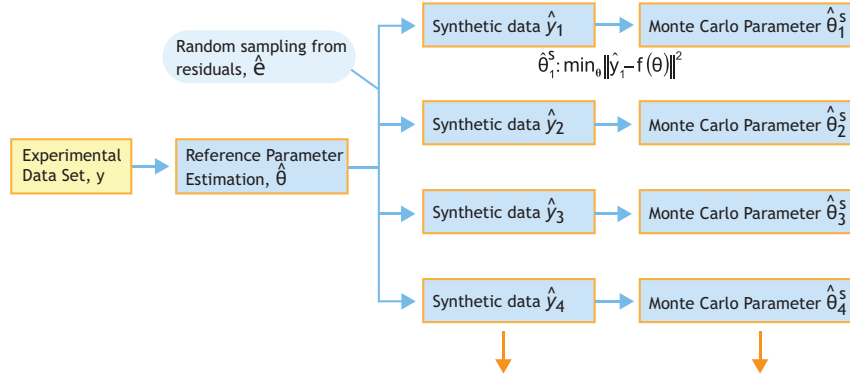 Synthetic data ŷ₁
Monte Carlo Parameter θ̂₁ˢ
Random sampling from
residuals, ê
θ̂₁ˢ: min_θ ‖ŷ₁ – f(θ)‖²
Synthetic data ŷ₂
Monte Carlo Parameter θ̂₂ˢ
Experimental
Data Set, y
Reference Parameter
Estimation, θ̂
Synthetic data ŷ₃
Monte Carlo Parameter θ̂₃ˢ
Synthetic data ŷ₄
Monte Carlo Parameter θ̂₄ˢ